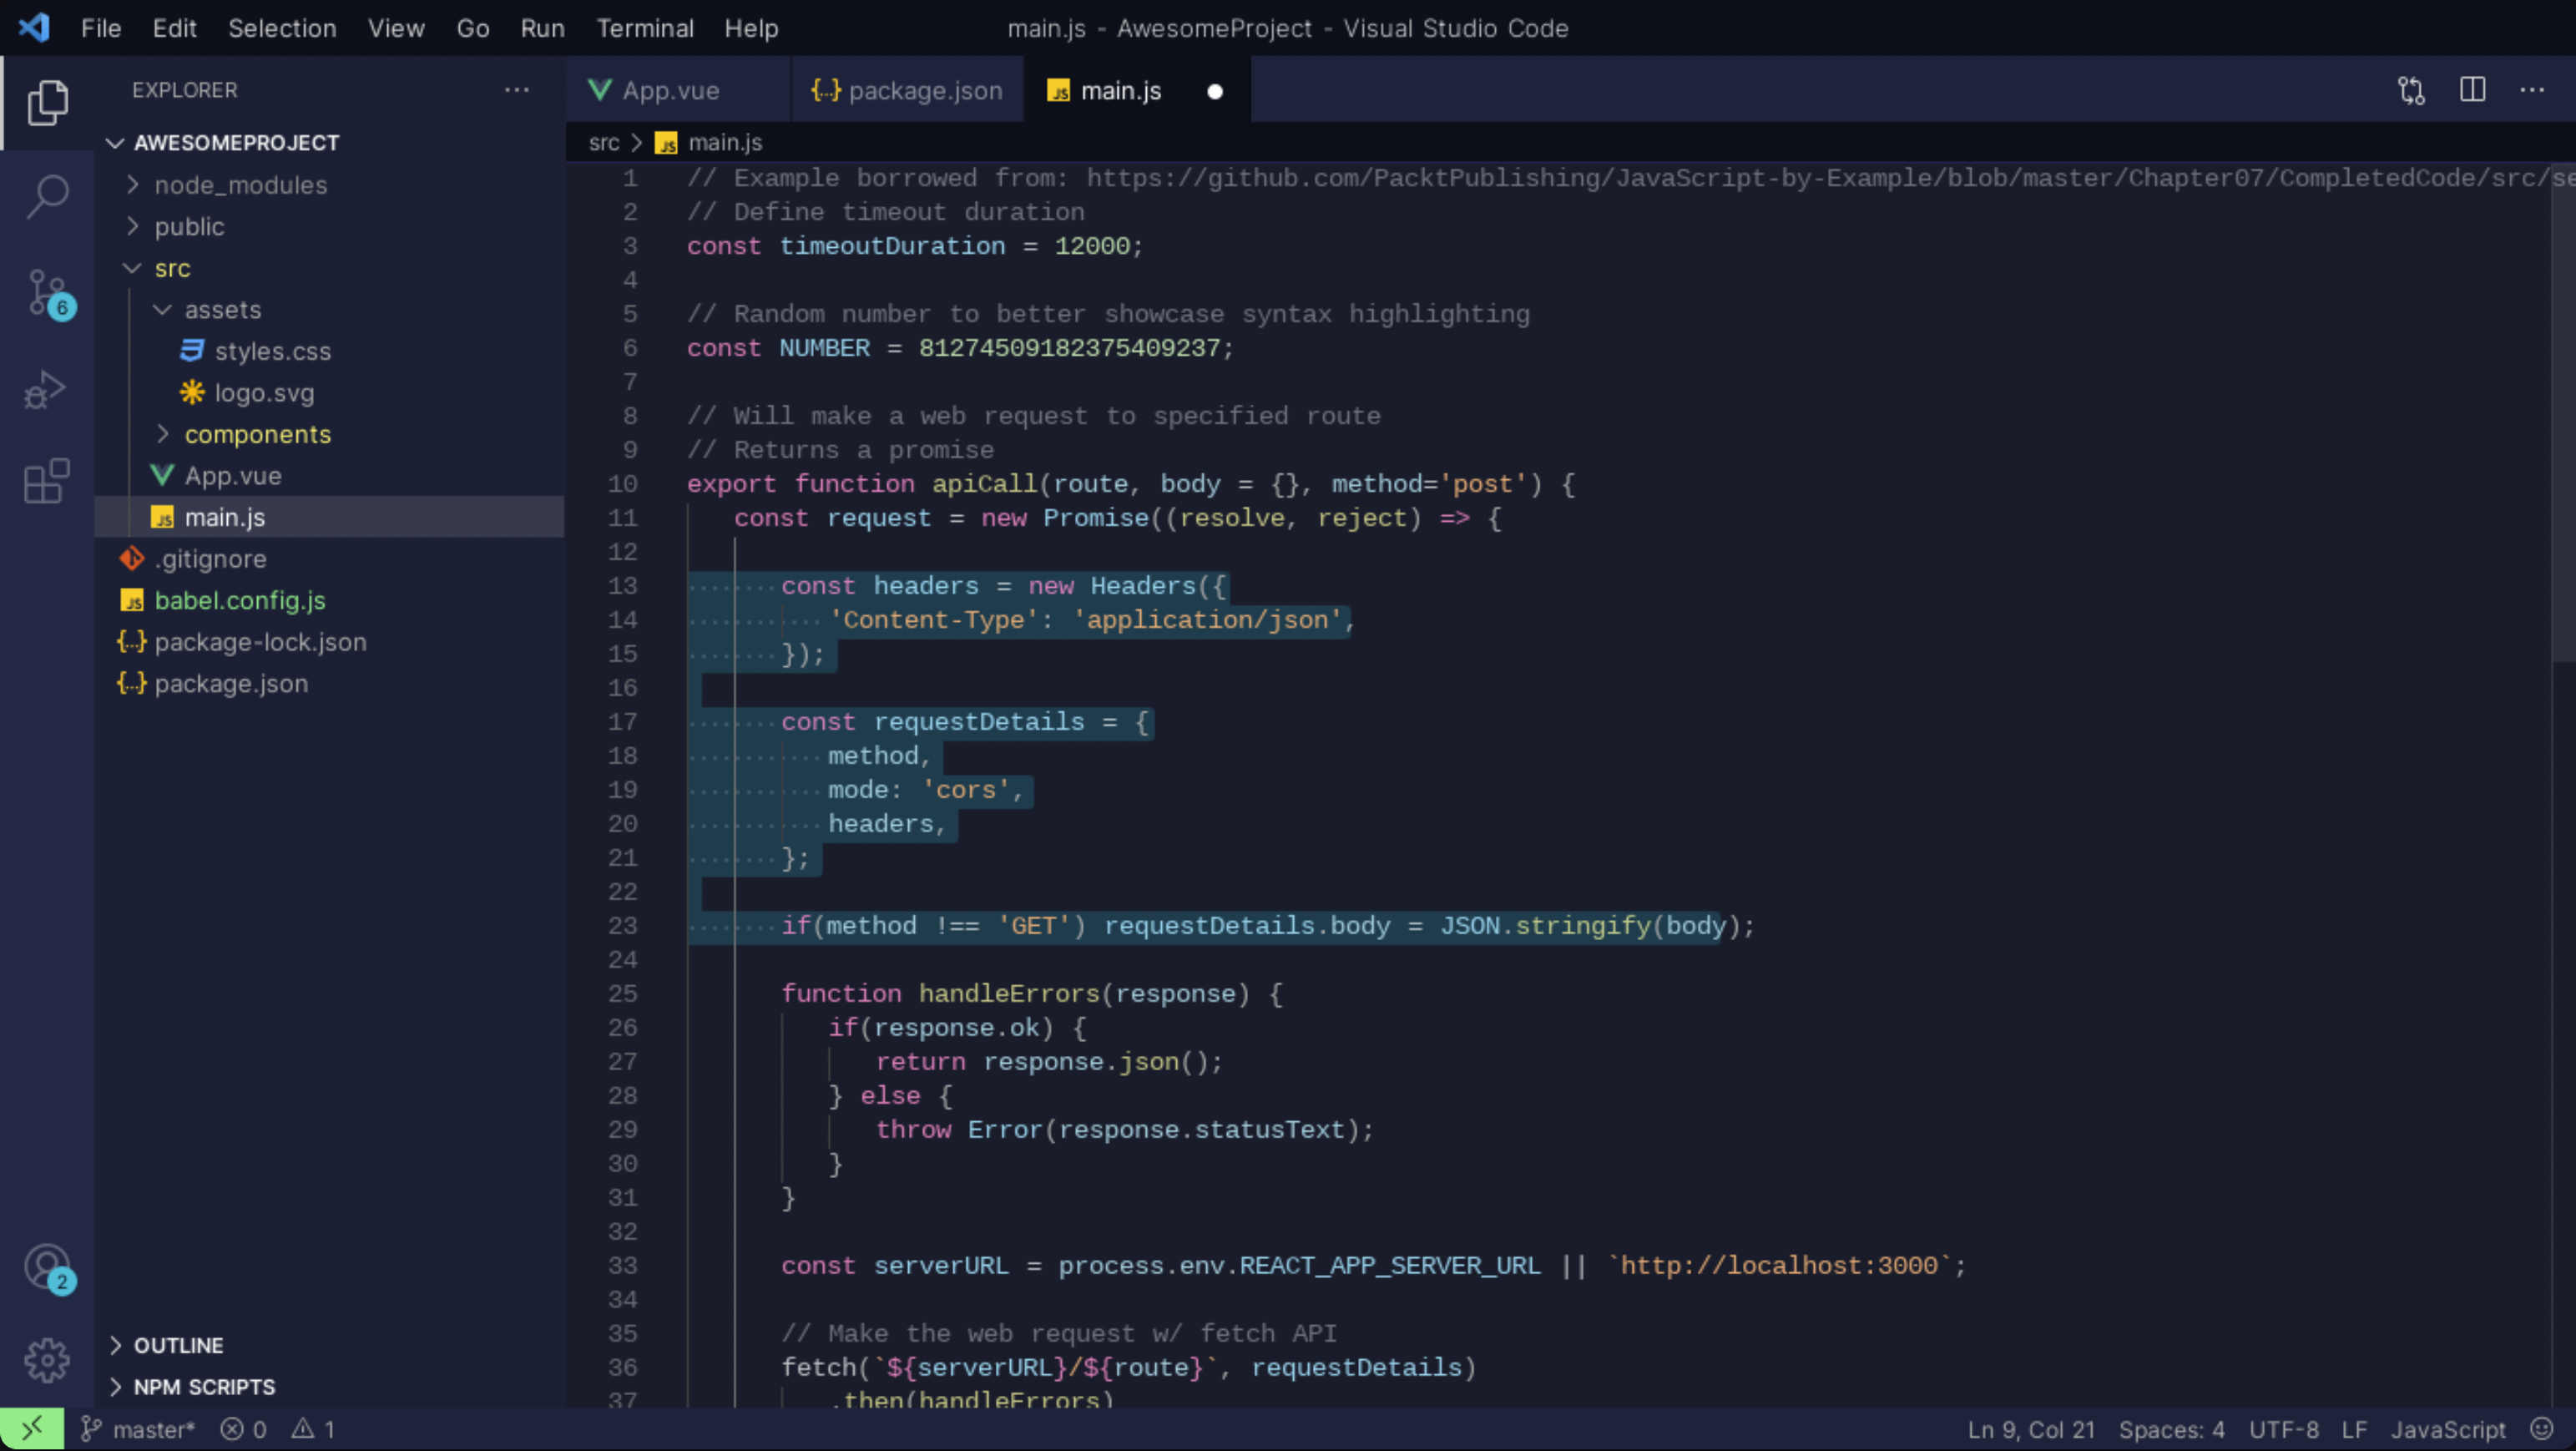 File Edit Selection View Go Run Terminal Help
main.js - AwesomeProject - Visual Studio Code
EXPLORER
AWESOMEPROJECT
node_modules
public
src
assets
styles.css
logo.svg
components
App.vue
main.js
.gitignore
babel.config.js
package-lock.json
package.json
OUTLINE
NPM SCRIPTS
6
2
App.vue {..} package.json JS main.js
src > JS main.js
1 // Example borrowed from: https://github.com/PacktPublishing/JavaScript-by-Example/blob/master/Chapter07/CompletedCode/src/se
2 // Define timeout duration
3 const timeoutDuration = 12000;
4
5 // Random number to better showcase syntax highlighting
6 const NUMBER = 81274509182375409237;
7
8 // Will make a web request to specified route
9 // Returns a promise
10 export function apiCall(route, body = {}, method='post') {
11 const request = new Promise((resolve, reject) => {
12
13 const headers = new Headers({
14 'Content-Type': 'application/json',
15 });
16
17 const requestDetails = {
18 method,
19 mode: 'cors',
20 headers,
21 };
22
23 if(method !== 'GET') requestDetails.body = JSON.stringify(body);
24
25 function handleErrors(response) {
26 if(response.ok) {
27 return response.json();
28 } else {
29 throw Error(response.statusText);
30 }
31 }
32
33 const serverURL = process.env.REACT_APP_SERVER_URL || `http://localhost:3000`;
34
35 // Make the web request w/ fetch API
36 fetch(`${serverURL}/${route}`, requestDetails)
37 .then(handleErrors)
master* 0 1 Ln 9, Col 21 Spaces: 4 UTF-8 LF JavaScript